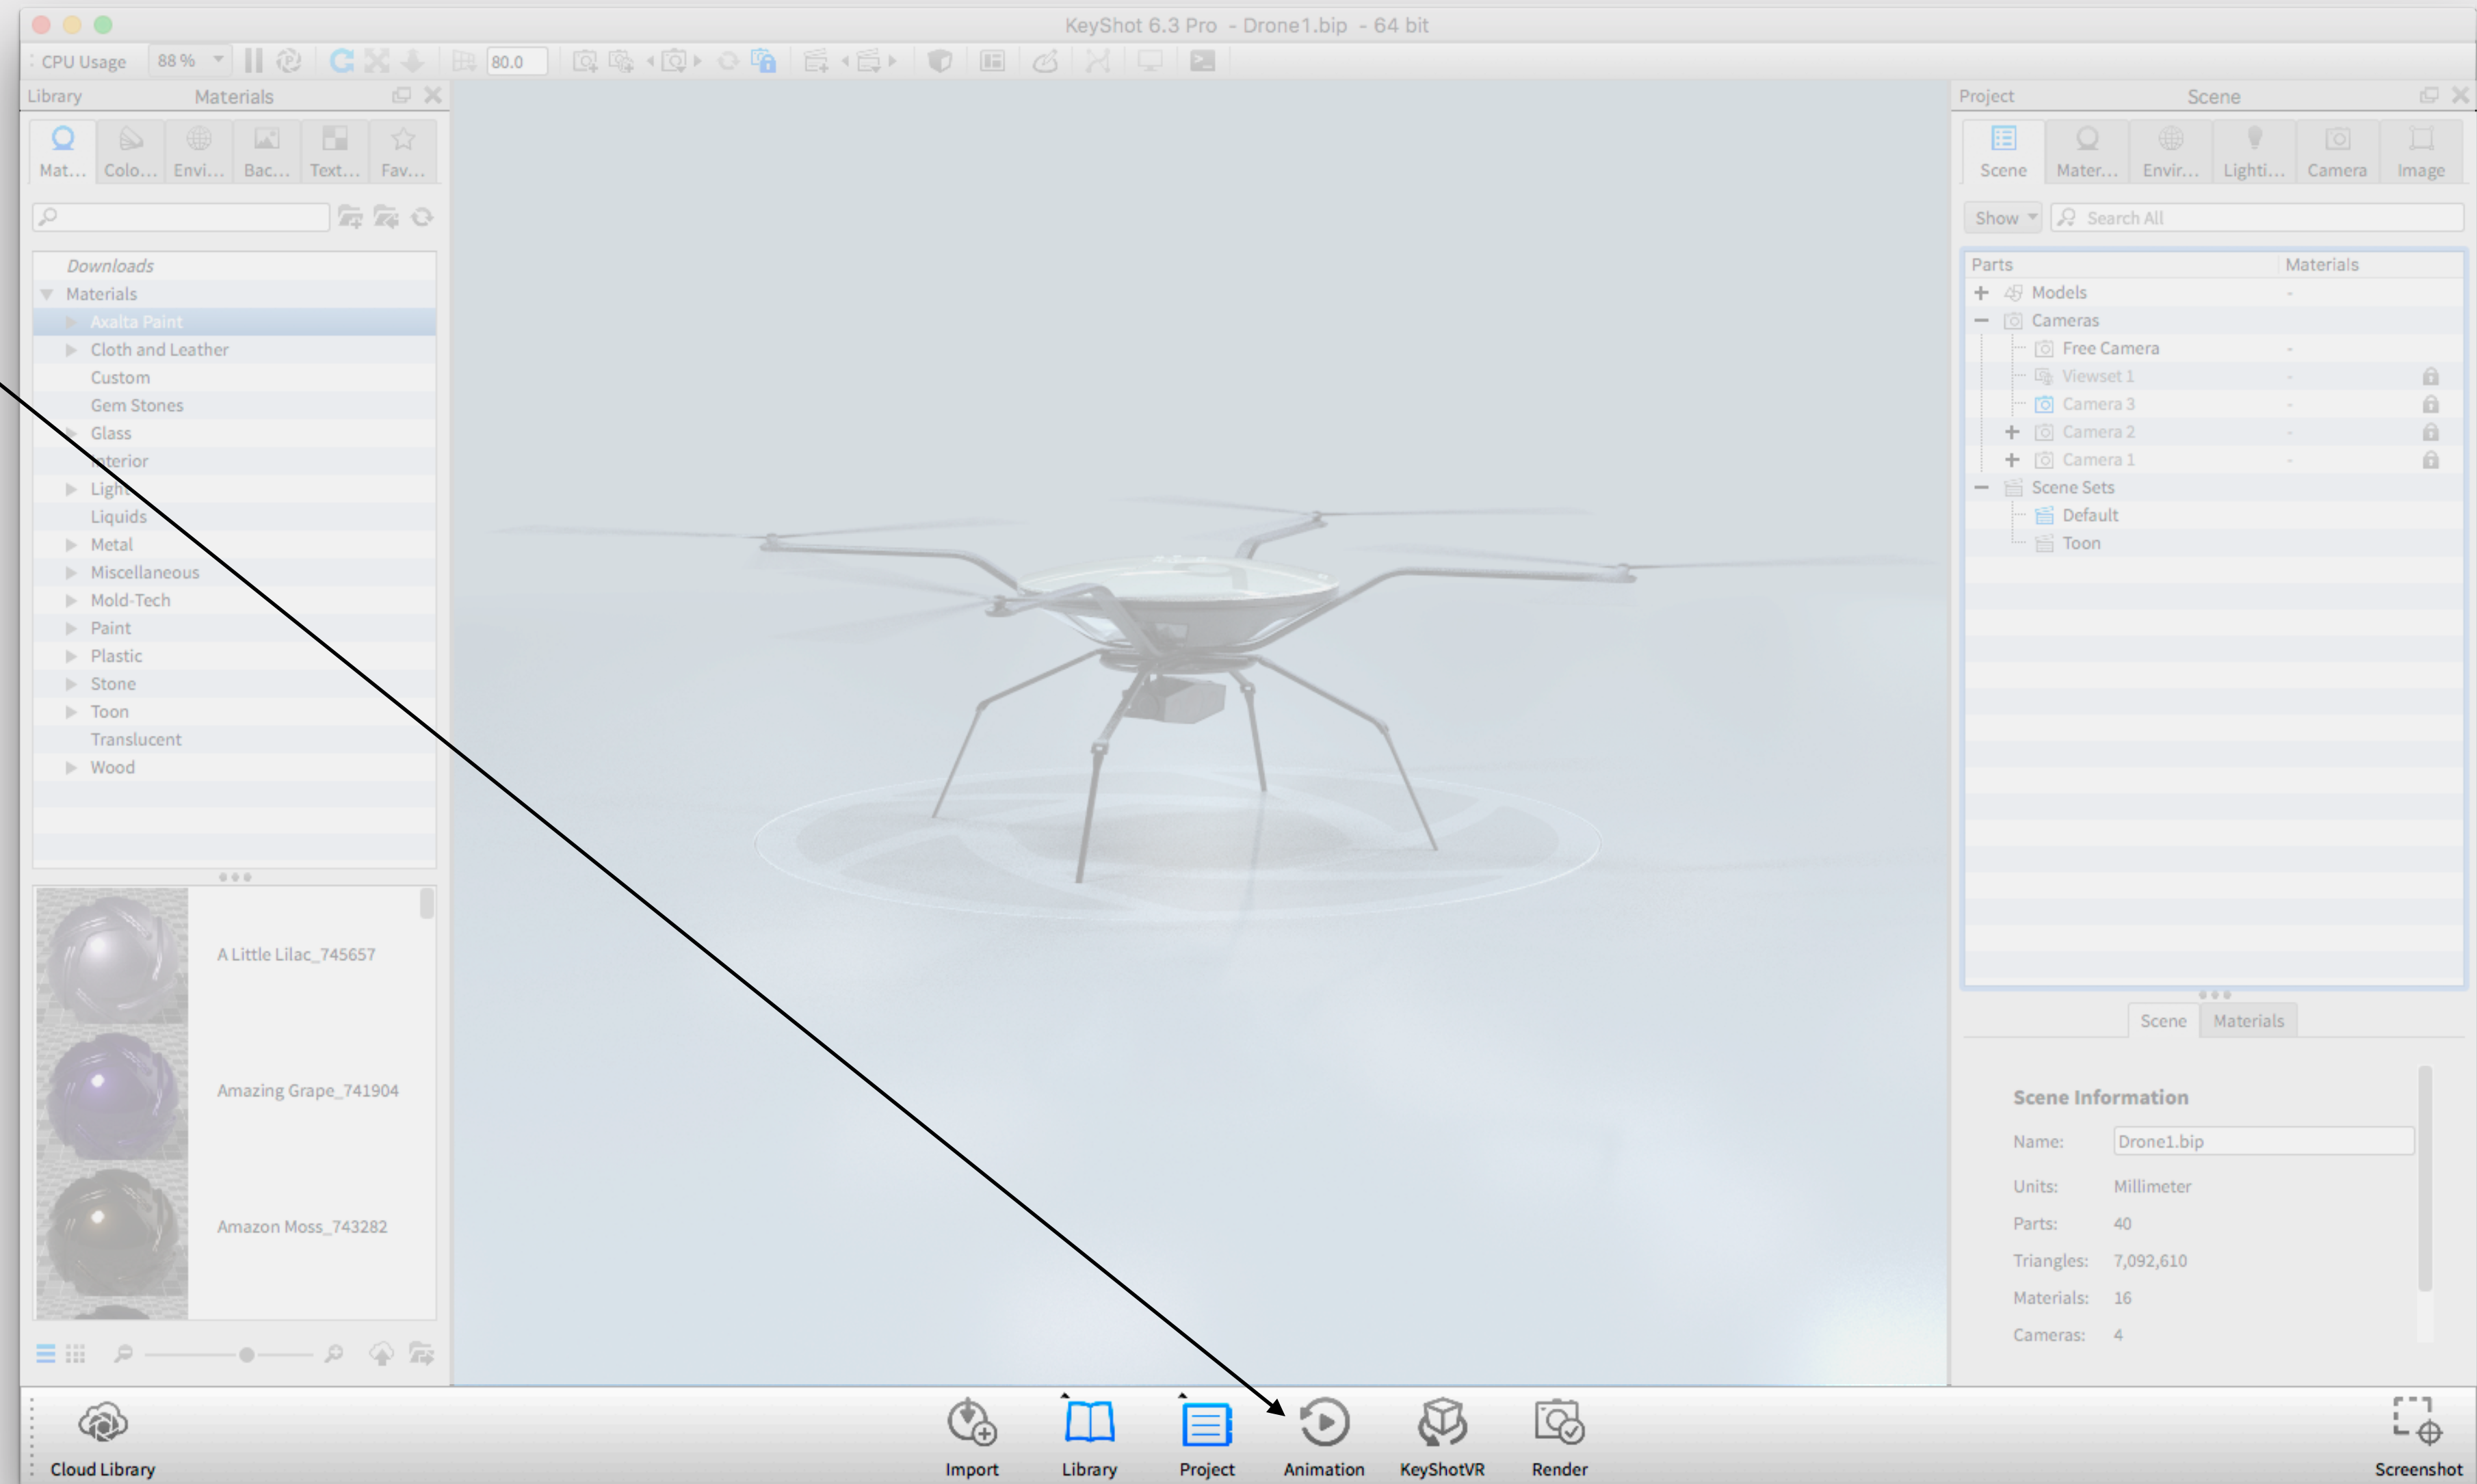 KeyShot 6.3 Pro - Drone1.bip - 64 bit
CPU Usage 88 % 80.0
Library Materials
Mat... Colo... Envi... Bac... Text... Fav...
Downloads
Materials
Axalta Paint
Cloth and Leather
Custom
Gem Stones
Glass
Interior
Light
Liquids
Metal
Miscellaneous
Mold-Tech
Paint
Plastic
Stone
Toon
Translucent
Wood
A Little Lilac_745657
Amazing Grape_741904
Amazon Moss_743282
Project Scene
Scene Mater... Envir... Lighti... Camera Image
Show Search All
Parts Materials
Models -
Cameras
Free Camera -
Viewset 1 -
Camera 3 -
Camera 2 -
Camera 1 -
Scene Sets
Default
Toon
Scene Materials
Scene Information
Name: Drone1.bip
Units: Millimeter
Parts: 40
Triangles: 7,092,610
Materials: 16
Cameras: 4
Cloud Library Import Library Project Animation KeyShotVR Render Screenshot